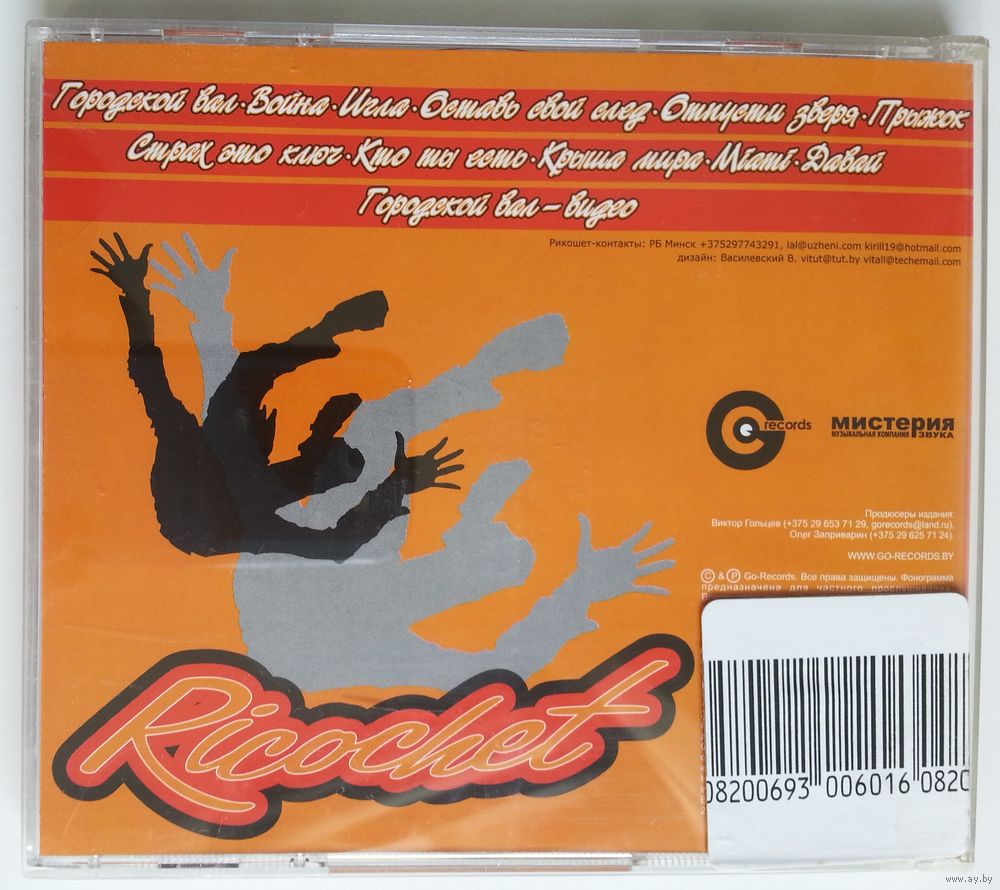 Городской вал·Война·Игла·Оставь свой след·Отпусти зверя·Прыжок
Страх это ключ·Кто ты есть·Крыша мира·Miami·Давай
Городской вал – видео
Рикошет-контакты: РБ Минск +375297743291, lal@uzheni.com kirill19@hotmail.com
дизайн: Василевский В. vitut@tut.by vitall@techemail.com
records
мистерия
МУЗЫКАЛЬНАЯ КОМПАНИЯ ЗВУКА
Продюсеры издания:
Виктор Гольцев (+375 29 653 71 29, gorecords@land.ru),
Олег Заприварин (+375 29 625 71 24).
WWW.GO-RECORDS.BY
© & ℗ Go-Records. Все права защищены. Фонограмма
предназначена для частного прослушивания.
Ricochet
08200693 006016 0820
www.ay.by